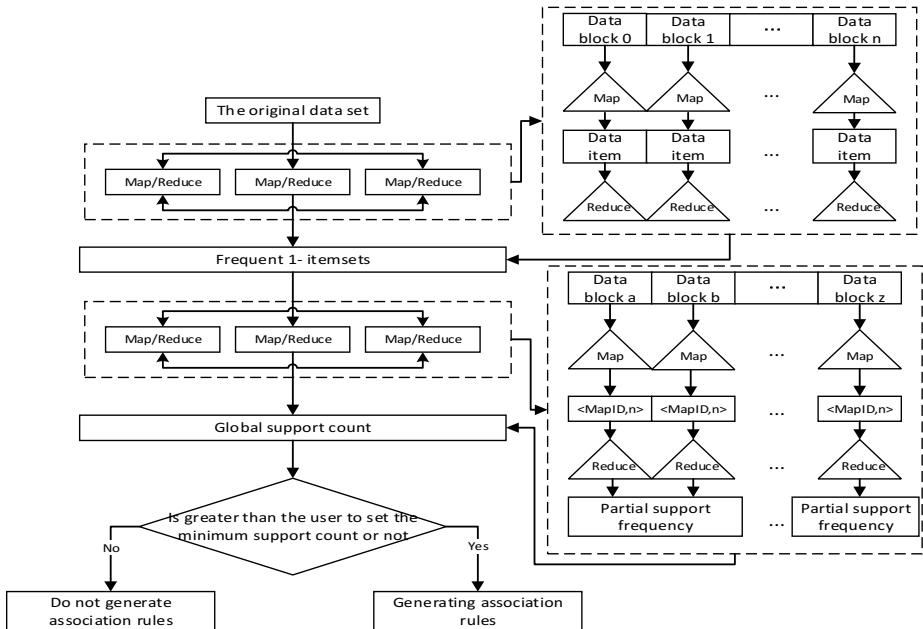 The original data set
Map/Reduce
Map/Reduce
Map/Reduce
Frequent 1- itemsets
Map/Reduce
Map/Reduce
Map/Reduce
Global support count
Is greater than the user to set the
minimum support count or not
No
Yes
Do not generate
association rules
Generating association
rules
Data
block 0
Data
block 1
...
Data
block n
Map
Map
...
Map
Data
item
Data
item
...
Data
item
Reduce
Reduce
...
Reduce
Data
block a
Data
block b
...
Data
block z
Map
Map
...
Map
<MapID,n>
<MapID,n>
...
<MapID,n>
Reduce
Reduce
...
Reduce
Partial support
frequency
...
Partial support
frequency